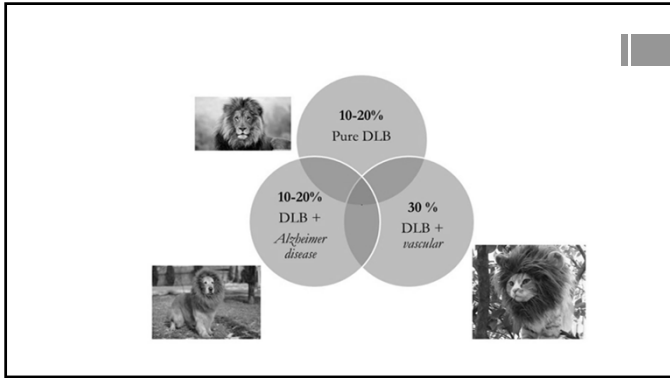 10-20%
Pure DLB
10-20%
DLB +
Alzheimer
disease
30 %
DLB +
vascular